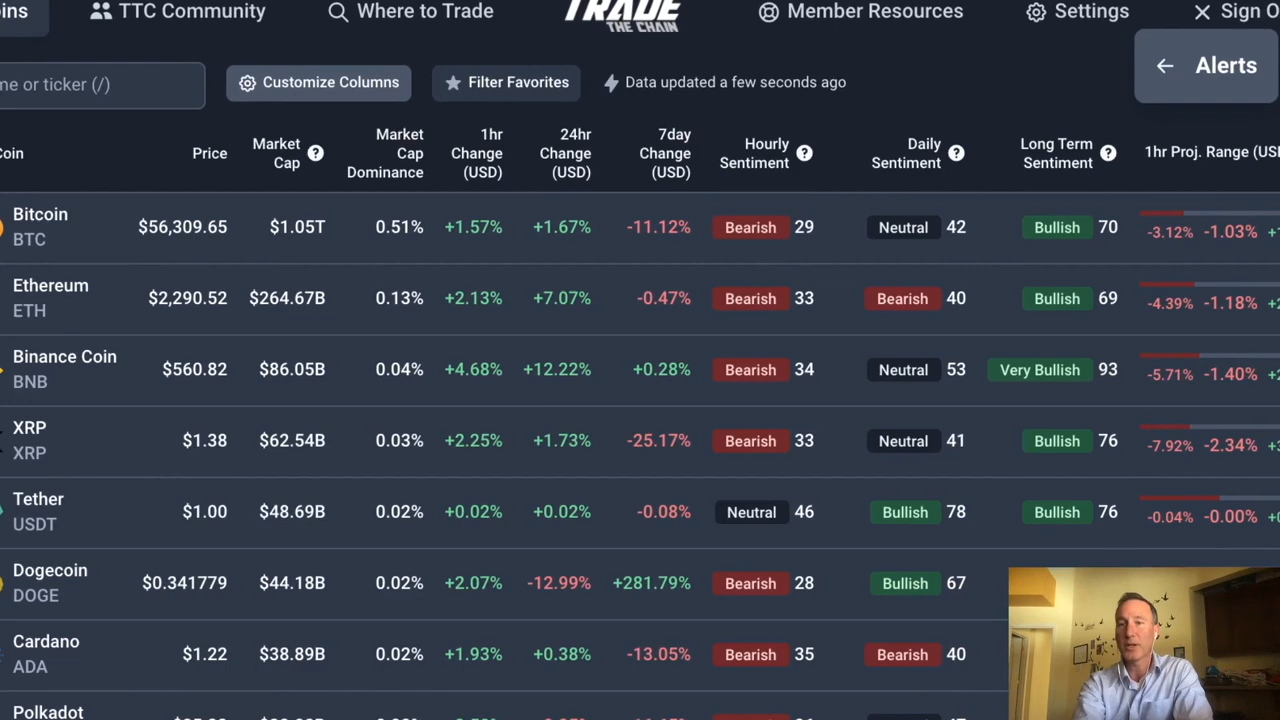 ins
TTC Community
Where to Trade
TRADE
THE CHAIN
Member Resources
Settings
Sign O
me or ticker (/)
Customize Columns
Filter Favorites
Data updated a few seconds ago
Alerts
Coin
Price
Market
Cap
Market
Cap
Dominance
1hr
Change
(USD)
24hr
Change
(USD)
7day
Change
(USD)
Hourly
Sentiment
Daily
Sentiment
Long Term
Sentiment
1hr Proj. Range (USD
Bitcoin
BTC
$56,309.65 $1.05T 0.51% +1.57% +1.67% -11.12% Bearish 29 Neutral 42 Bullish 70 -3.12% -1.03% +1
Ethereum
ETH
$2,290.52 $264.67B 0.13% +2.13% +7.07% -0.47% Bearish 33 Bearish 40 Bullish 69 -4.39% -1.18% +2
Binance Coin
BNB
$560.82 $86.05B 0.04% +4.68% +12.22% +0.28% Bearish 34 Neutral 53 Very Bullish 93 -5.71% -1.40% +2
XRP
XRP
$1.38 $62.54B 0.03% +2.25% +1.73% -25.17% Bearish 33 Neutral 41 Bullish 76 -7.92% -2.34% +3
Tether
USDT
$1.00 $48.69B 0.02% +0.02% +0.02% -0.08% Neutral 46 Bullish 78 Bullish 76 -0.04% -0.00% +0
Dogecoin
DOGE
$0.341779 $44.18B 0.02% +2.07% -12.99% +281.79% Bearish 28 Bullish 67
Cardano
ADA
$1.22 $38.89B 0.02% +1.93% +0.38% -13.05% Bearish 35 Bearish 40
Polkadot